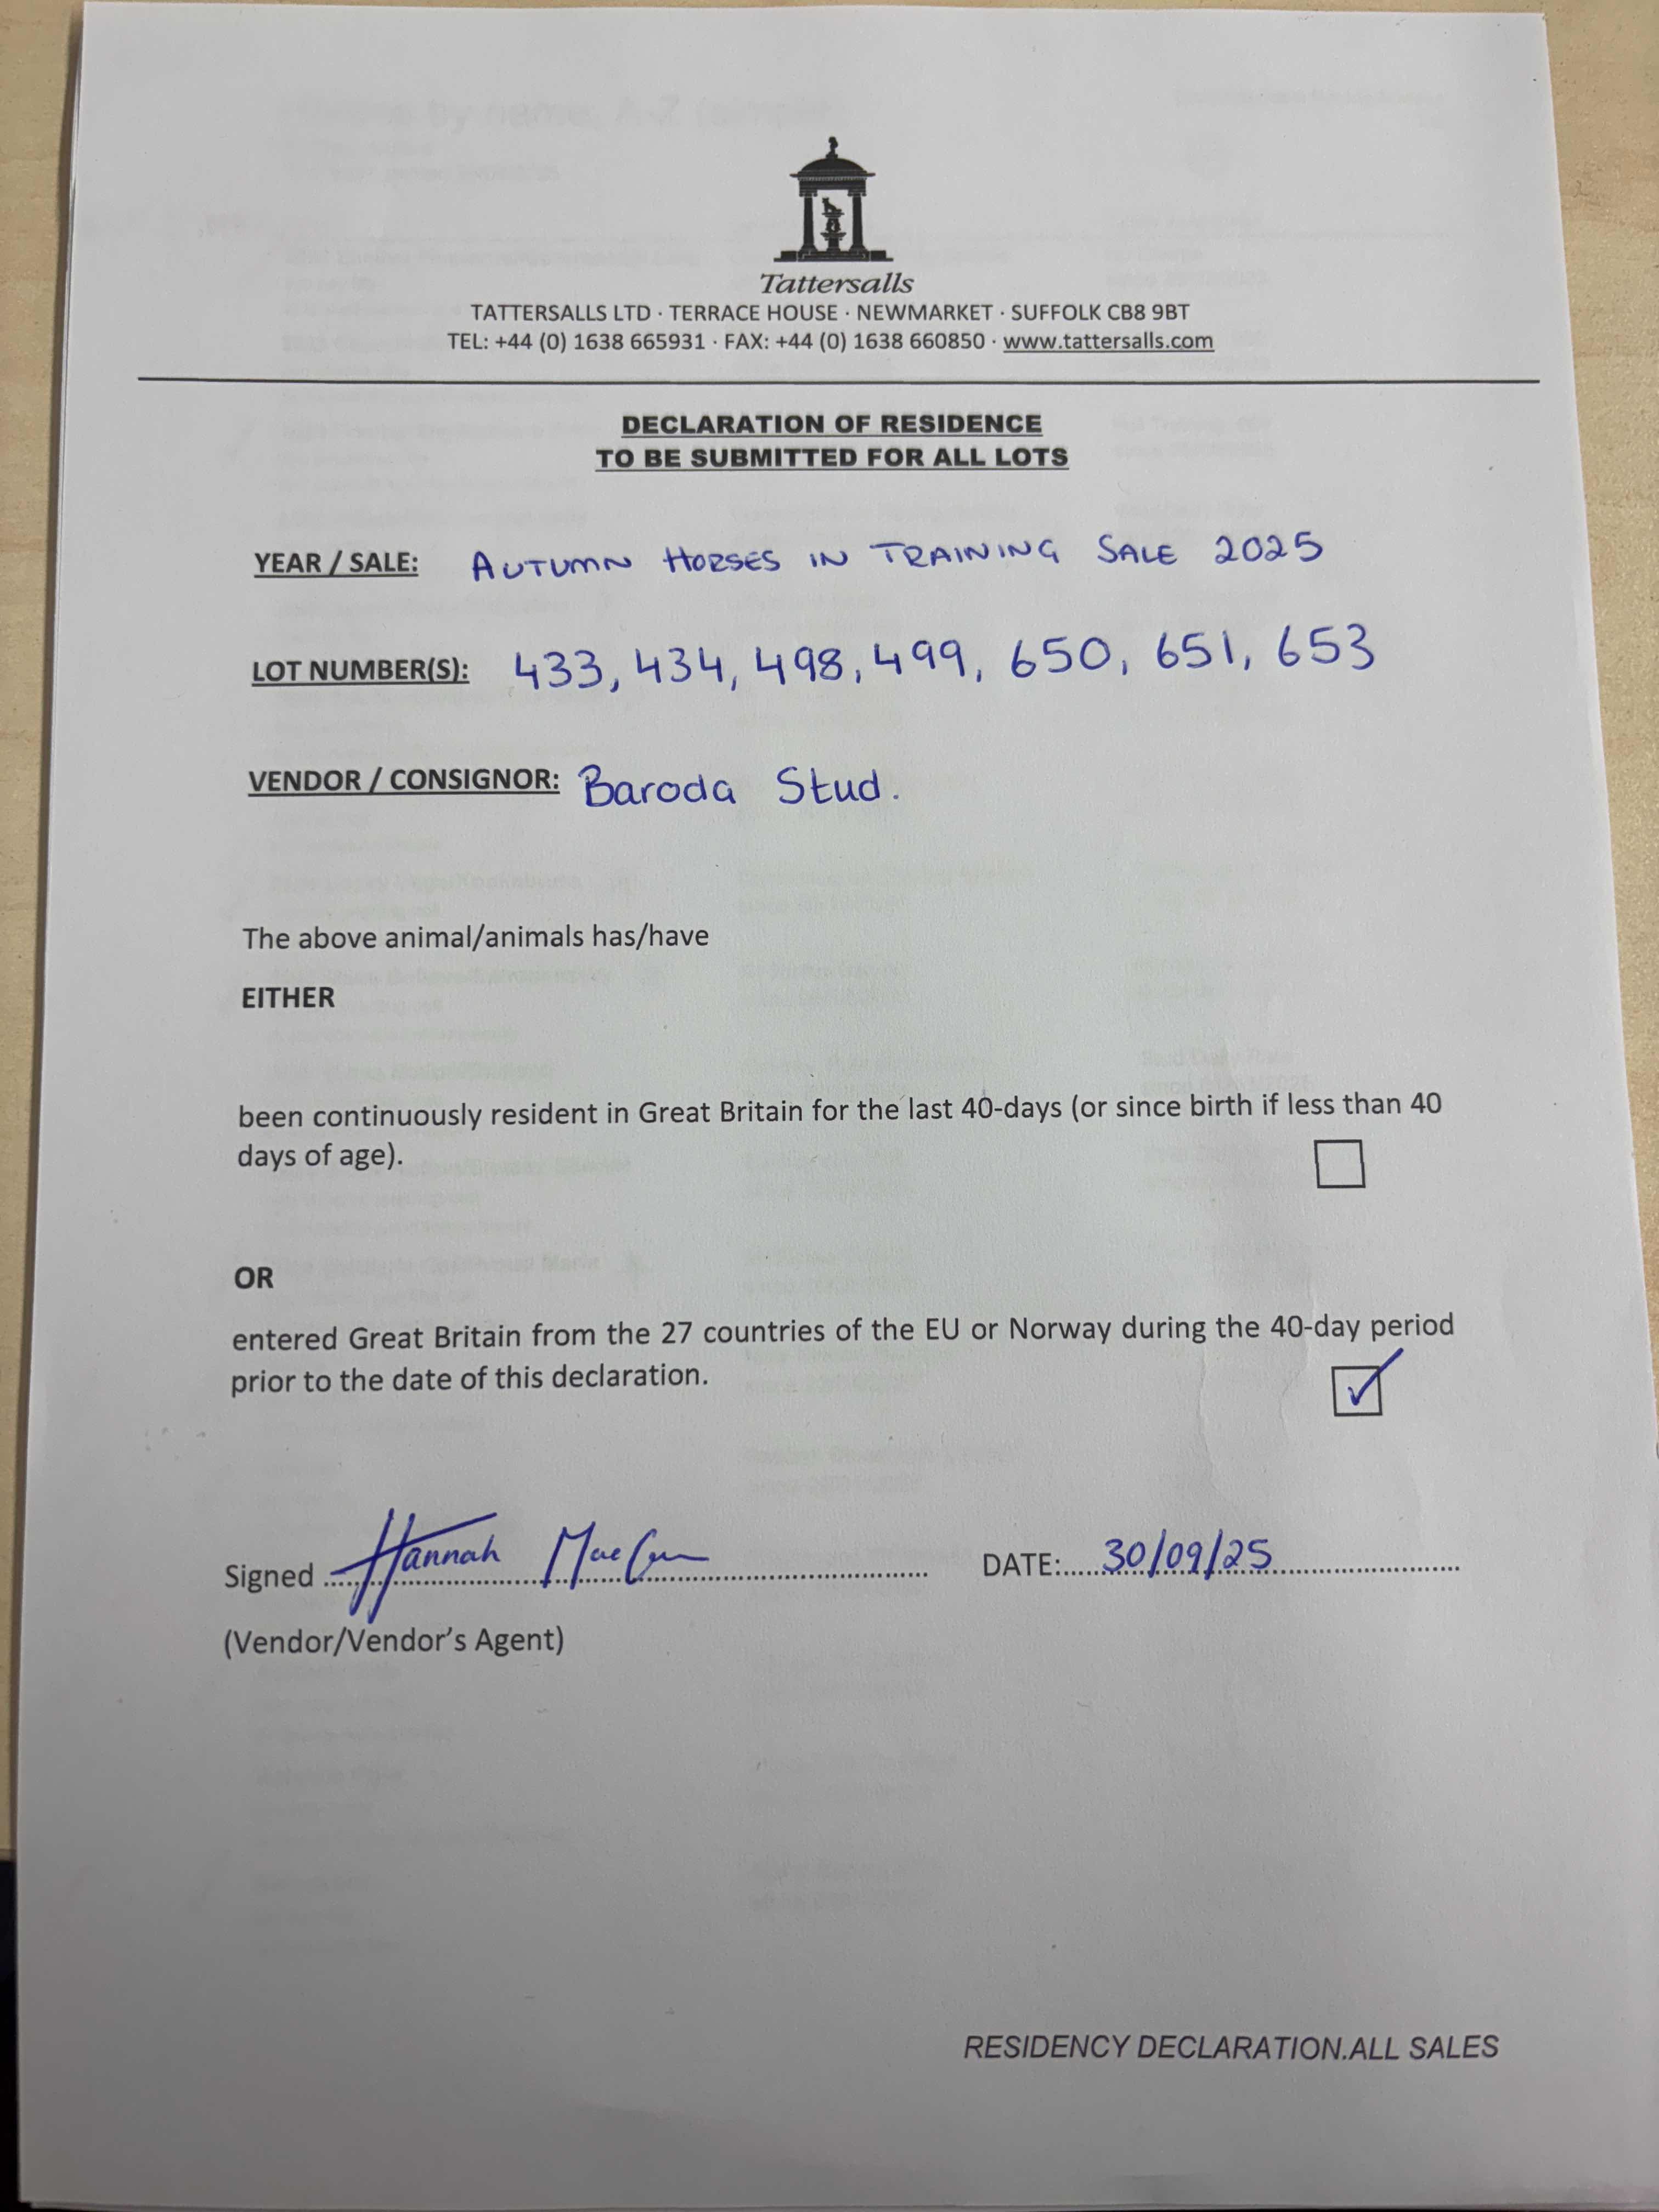 Tattersalls
TATTERSALLS LTD · TERRACE HOUSE · NEWMARKET · SUFFOLK CB8 9BT
TEL: +44 (0) 1638 665931 · FAX: +44 (0) 1638 660850 · www.tattersalls.com
DECLARATION OF RESIDENCE
TO BE SUBMITTED FOR ALL LOTS
YEAR / SALE: AUTUMN HORSES IN TRAINING SALE 2025
LOT NUMBER(S): 433, 434, 498, 499, 650, 651, 653
VENDOR / CONSIGNOR: Baroda Stud.
The above animal/animals has/have
EITHER
been continuously resident in Great Britain for the last 40-days (or since birth if less than 40
days of age).
OR
entered Great Britain from the 27 countries of the EU or Norway during the 40-day period
prior to the date of this declaration.
Signed Hannah DATE: 30/09/25
(Vendor/Vendor's Agent)
RESIDENCY DECLARATION.ALL SALES